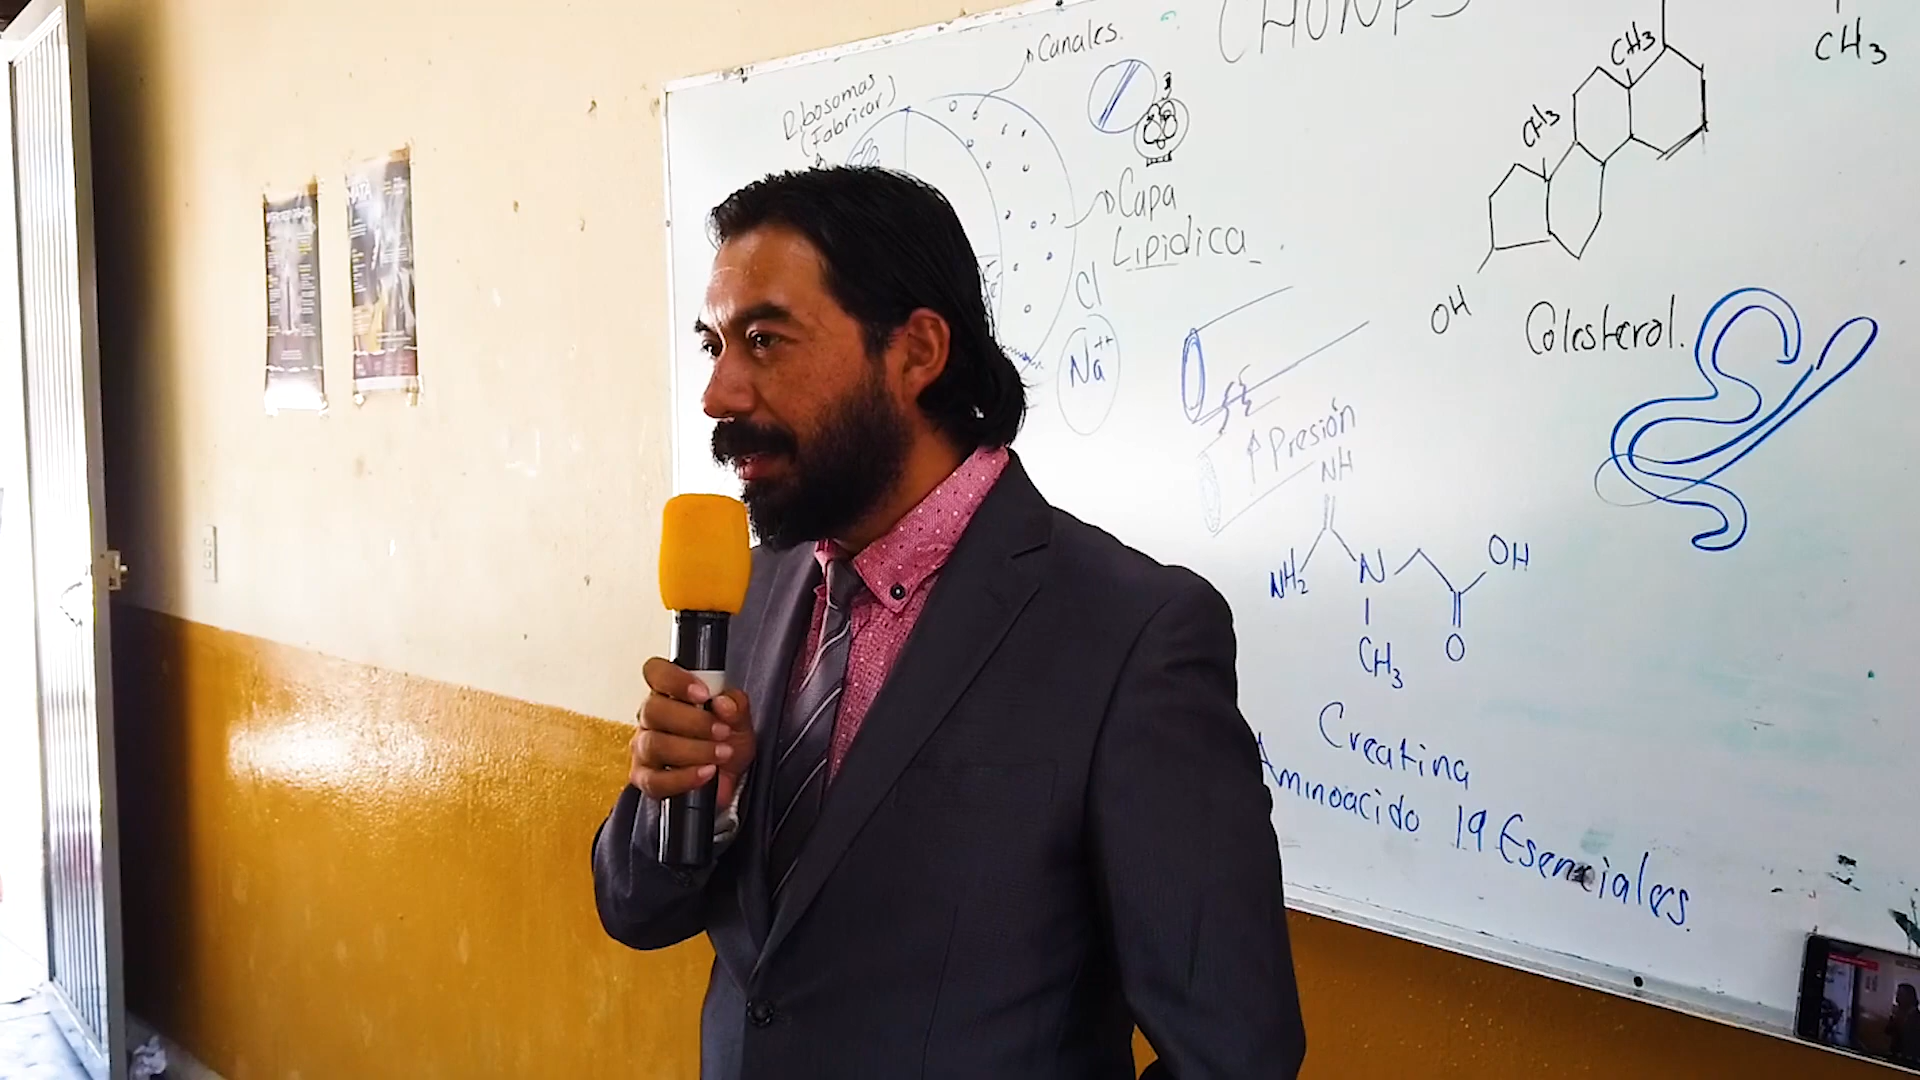 CHONPS
Canales.
Ribosomas
(Fabricar)
Capa
Lipidica
Cl
Na++
CH3
CH3
CH3
OH
Colesterol.
Presión
NH
NH2
N
OH
CH3
O
Creatina
Aminoacido 19 Esenciales.